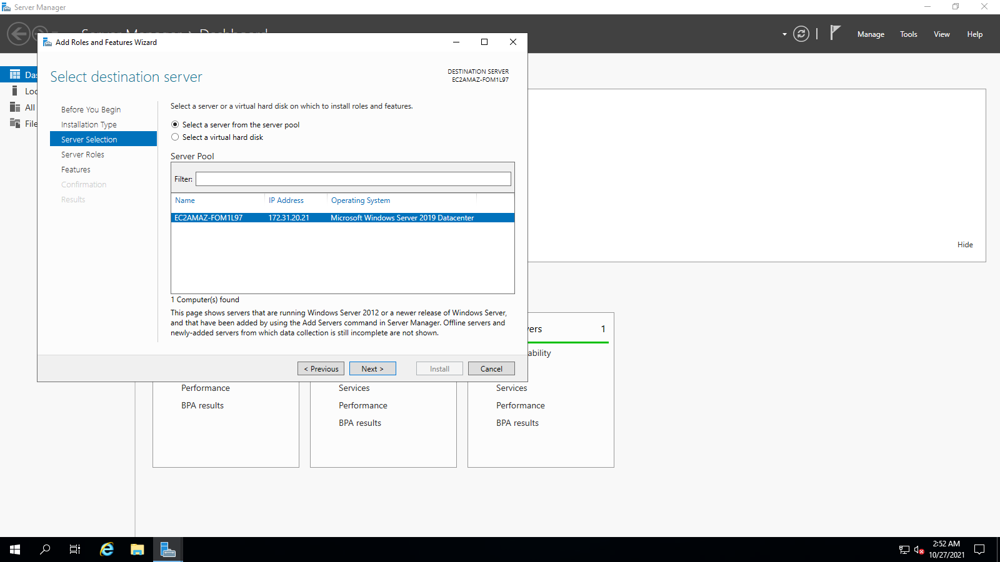 Server Manager
Manage
Tools
View
Help
Add Roles and Features Wizard
Select destination server
DESTINATION SERVER
EC2AMAZ-FOM1L97
Before You Begin
Installation Type
Server Selection
Server Roles
Features
Confirmation
Results
Select a server or a virtual hard disk on which to install roles and features.
Select a server from the server pool
Select a virtual hard disk
Server Pool
Filter:
Name IP Address Operating System
EC2AMAZ-FOM1L97 172.31.20.21 Microsoft Windows Server 2019 Datacenter
1 Computer(s) found
This page shows servers that are running Windows Server 2012 or a newer release of Windows Server,
and that have been added by using the Add Servers command in Server Manager. Offline servers and
newly-added servers from which data collection is still incomplete are not shown.
< Previous
Next >
Install
Cancel
All
Hide
1
Performance
BPA results
Services
Performance
BPA results
Services
Performance
BPA results
2:52 AM
10/27/2021